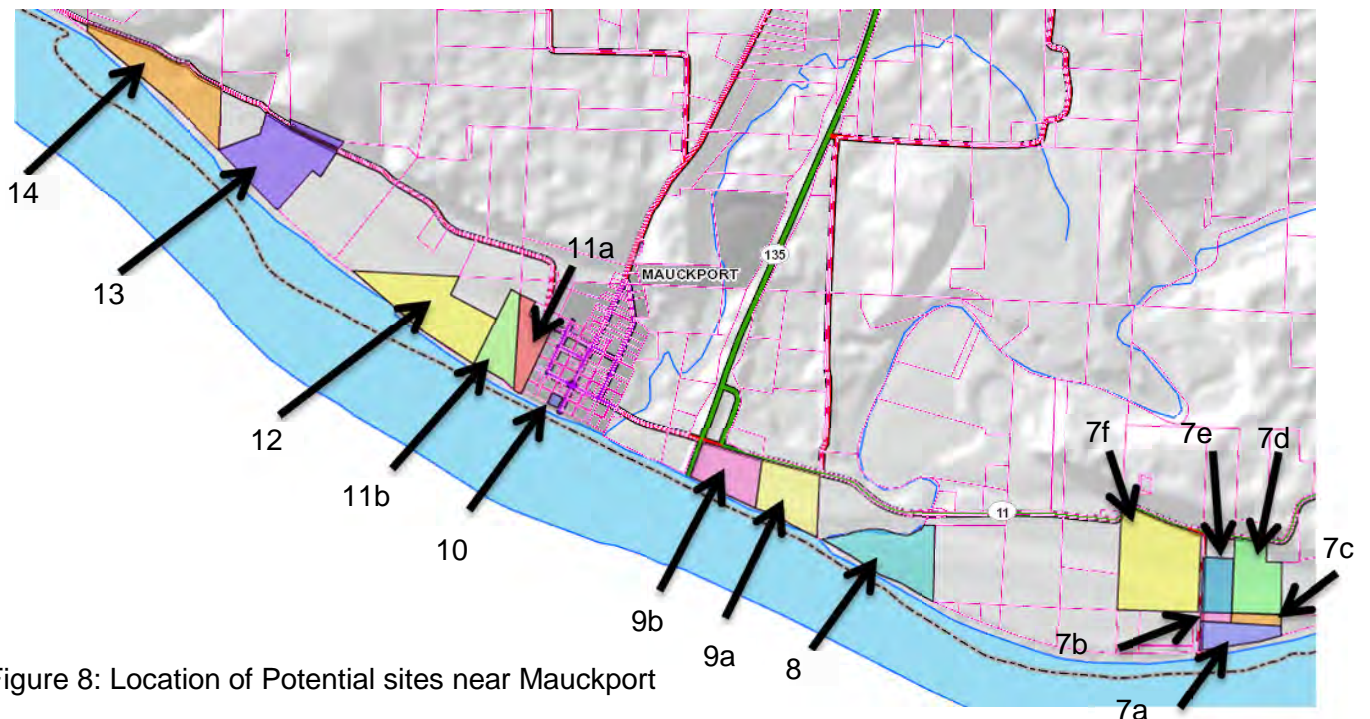 14
13
11a
MAUCKPORT
135
12
11b
10
9b
9a
8
11
7f
7e
7d
7c
7b
7a
igure 8: Location of Potential sites near Mauckport